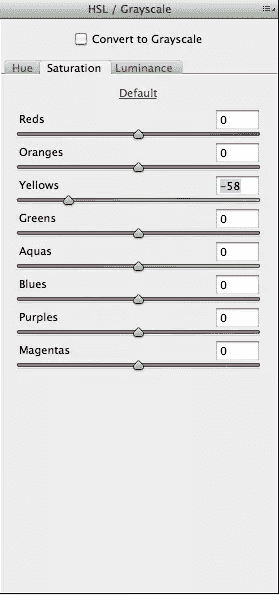 HSL / Grayscale
Convert to Grayscale
Hue Saturation Luminance
Default
Reds 0
Oranges 0
Yellows -58
Greens 0
Aquas 0
Blues 0
Purples 0
Magentas 0